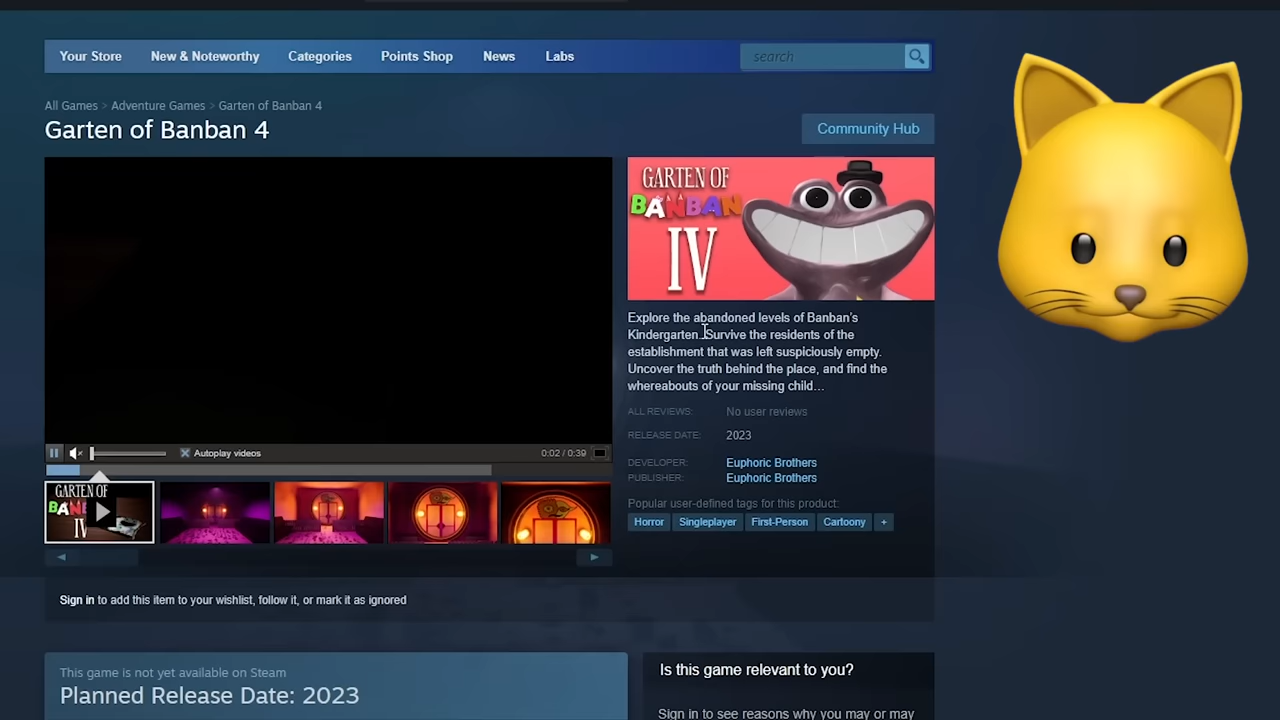 Your Store New & Noteworthy Categories Points Shop News Labs search
All Games > Adventure Games > Garten of Banban 4
Garten of Banban 4
Community Hub
GARTEN OF
BANBAN
IV
Explore the abandoned levels of Banban's
Kindergarten. Survive the residents of the
establishment that was left suspiciously empty.
Uncover the truth behind the place, and find the
whereabouts of your missing child...
ALL REVIEWS: No user reviews
RELEASE DATE: 2023
DEVELOPER: Euphoric Brothers
PUBLISHER: Euphoric Brothers
Popular user-defined tags for this product:
Horror Singleplayer First-Person Cartoony +
Autoplay videos 0:02 / 0:39
GARTEN OF
BAN
IV
Sign in to add this item to your wishlist, follow it, or mark it as ignored
This game is not yet available on Steam
Planned Release Date: 2023
Is this game relevant to you?
Sign in to see reasons why you may or may